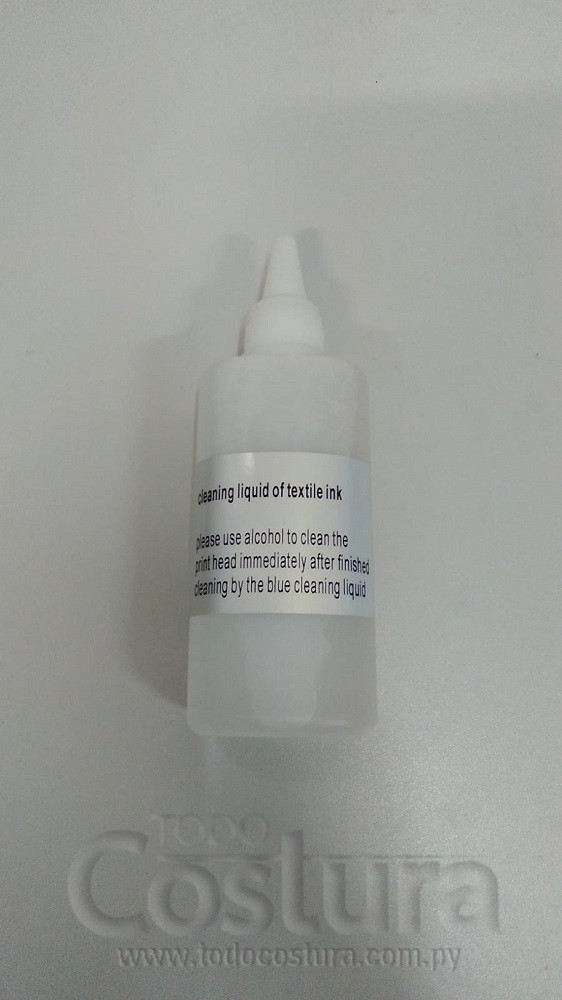 cleaning liquid of textile ink
please use alcohol to clean the
print head immediately after finished
cleaning by the blue cleaning liquid
TODO
Costura
www.todocostura.com.py